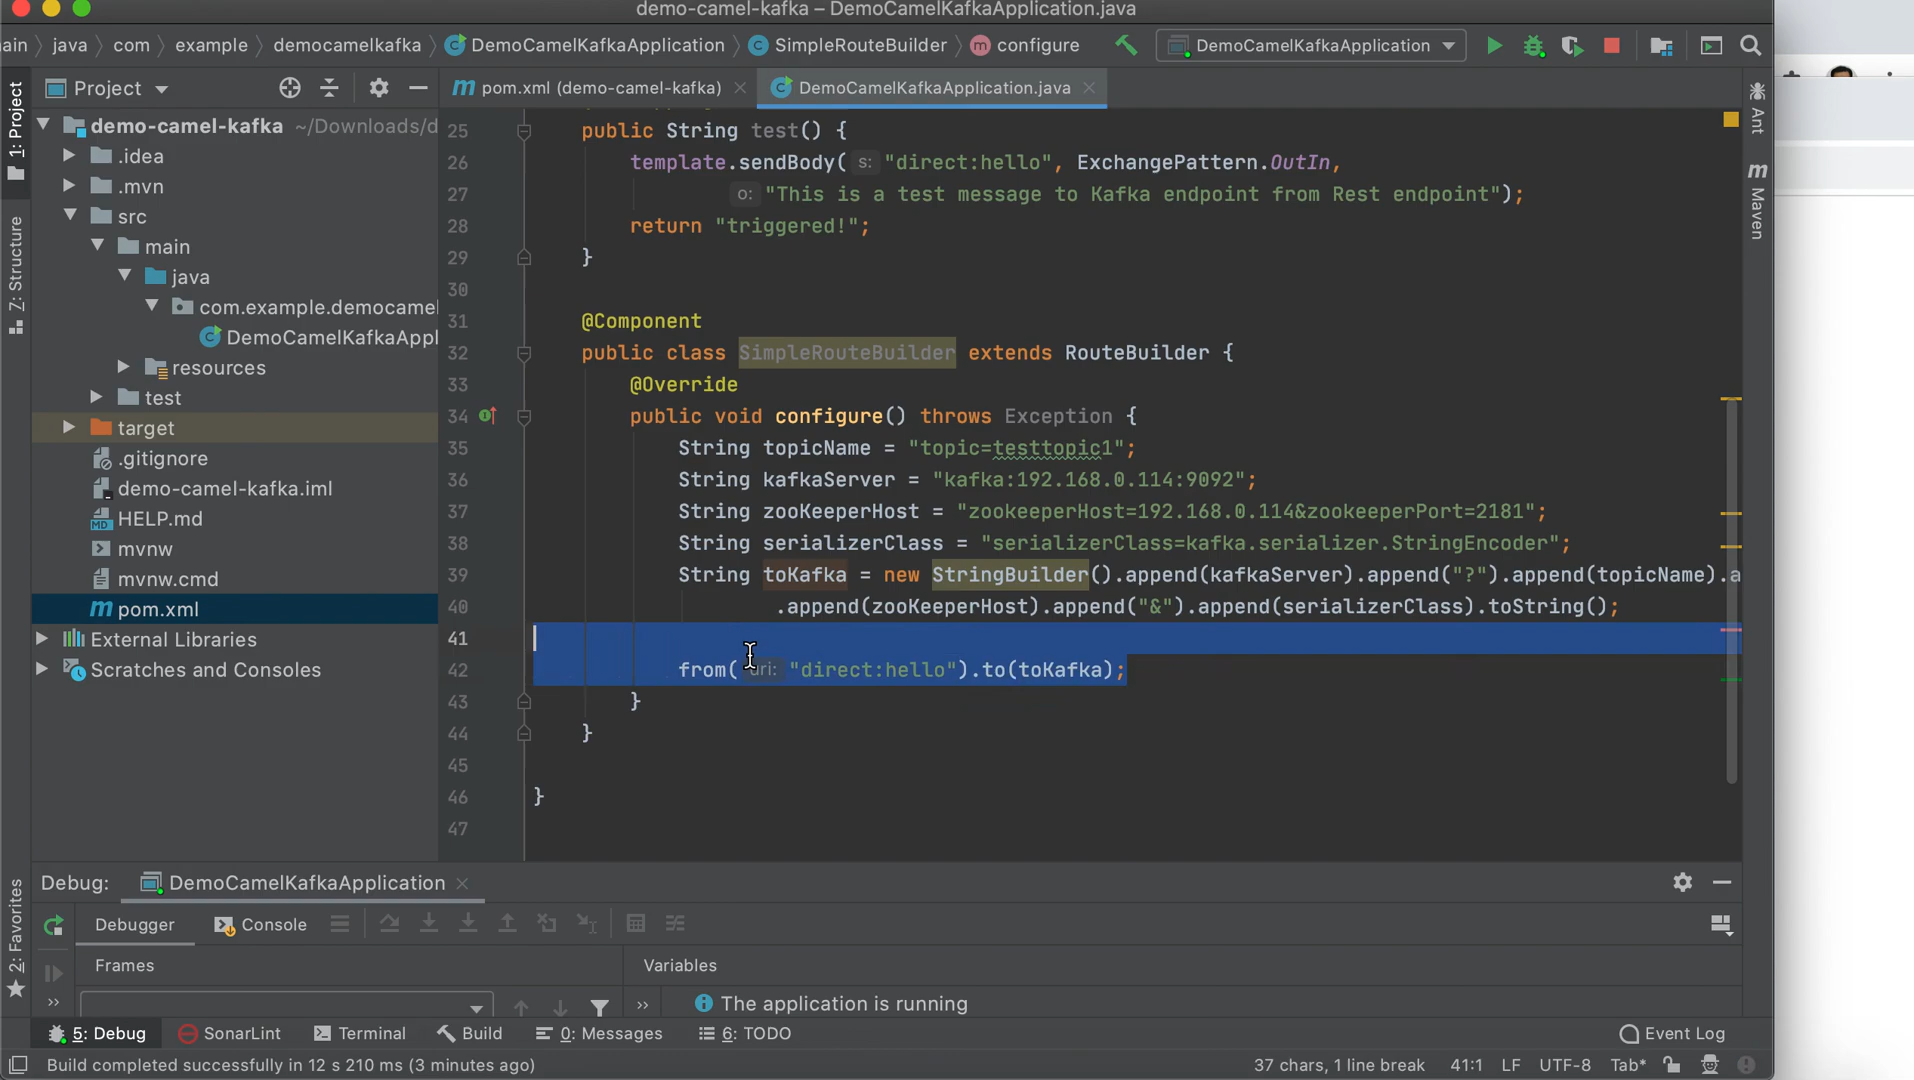 demo-camel-kafka – DemoCamelKafkaApplication.java
ain java com example democamelkafka DemoCamelKafkaApplication SimpleRouteBuilder m configure DemoCamelKafkaApplication
Project
m pom.xml (demo-camel-kafka) DemoCamelKafkaApplication.java
1: Project
Z: Structure
2: Favorites
Ant
m Maven
demo-camel-kafka ~/Downloads/d
.idea
.mvn
src
main
java
com.example.democamel
DemoCamelKafkaAppl
resources
test
target
.gitignore
demo-camel-kafka.iml
MD HELP.md
mvnw
mvnw.cmd
m pom.xml
External Libraries
Scratches and Consoles
25 public String test() {
26 template.sendBody( s: "direct:hello", ExchangePattern.OutIn,
27 o: "This is a test message to Kafka endpoint from Rest endpoint");
28 return "triggered!";
29 }
30
31 @Component
32 public class SimpleRouteBuilder extends RouteBuilder {
33 @Override
34 public void configure() throws Exception {
35 String topicName = "topic=testtopic1";
36 String kafkaServer = "kafka:192.168.0.114:9092";
37 String zooKeeperHost = "zookeeperHost=192.168.0.114&zookeeperPort=2181";
38 String serializerClass = "serializerClass=kafka.serializer.StringEncoder";
39 String toKafka = new StringBuilder().append(kafkaServer).append("?").append(topicName).a
40 .append(zooKeeperHost).append("&").append(serializerClass).toString();
41
42 from( uri: "direct:hello").to(toKafka);
43 }
44 }
45
46 }
47
Debug: DemoCamelKafkaApplication
Debugger Console
Frames Variables
» » The application is running
5: Debug SonarLint Terminal Build 0: Messages 6: TODO Event Log
Build completed successfully in 12 s 210 ms (3 minutes ago) 37 chars, 1 line break 41:1 LF UTF-8 Tab*